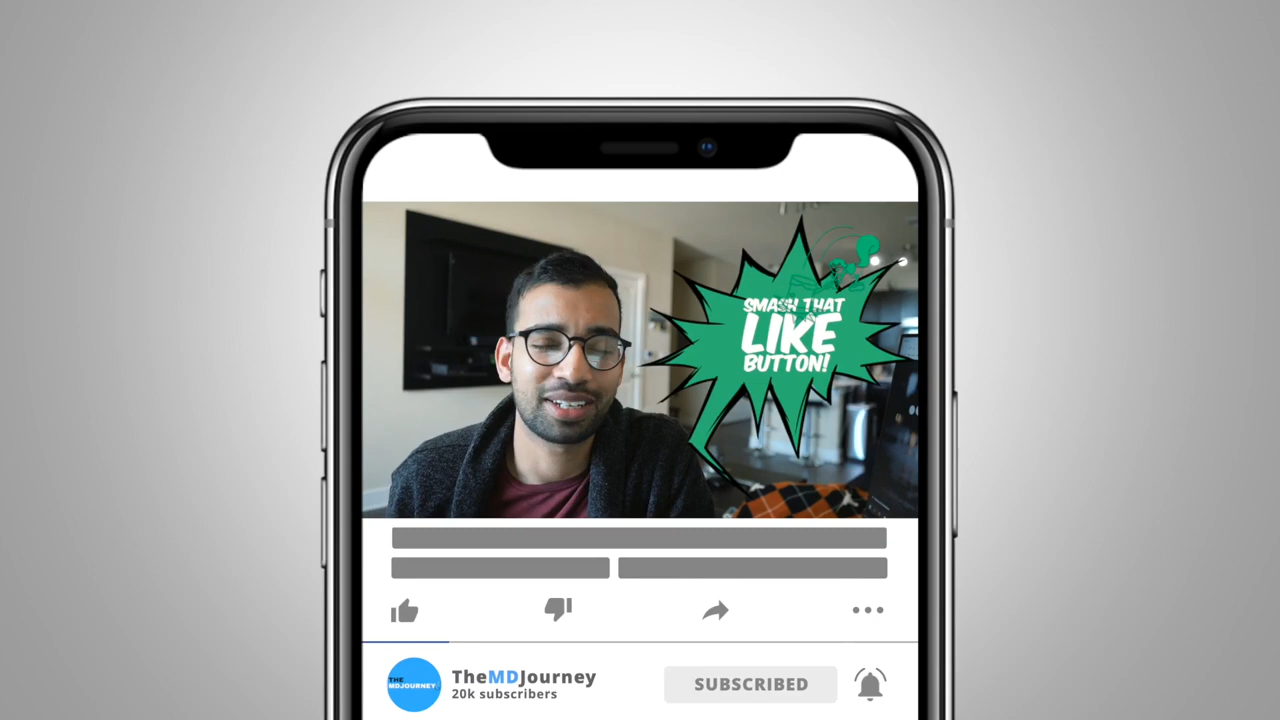 SMASH THAT
LIKE
BUTTON!
THE
MDJOURNEY
TheMDJourney
SUBSCRIBED
20k subscribers